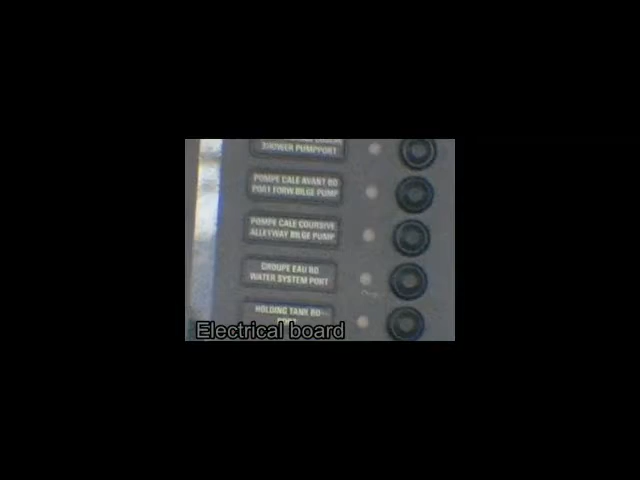 SHOWER PUMPPORT
POMPE CALE AVANT BD
PORT FORW.BILGE PUMP
POMPE CALE COURSIVE
ALLEYWAY BILGE PUMP
GROUPE EAU BD
WATER SYSTEM PORT
HOLDING TANK BD
Electrical board